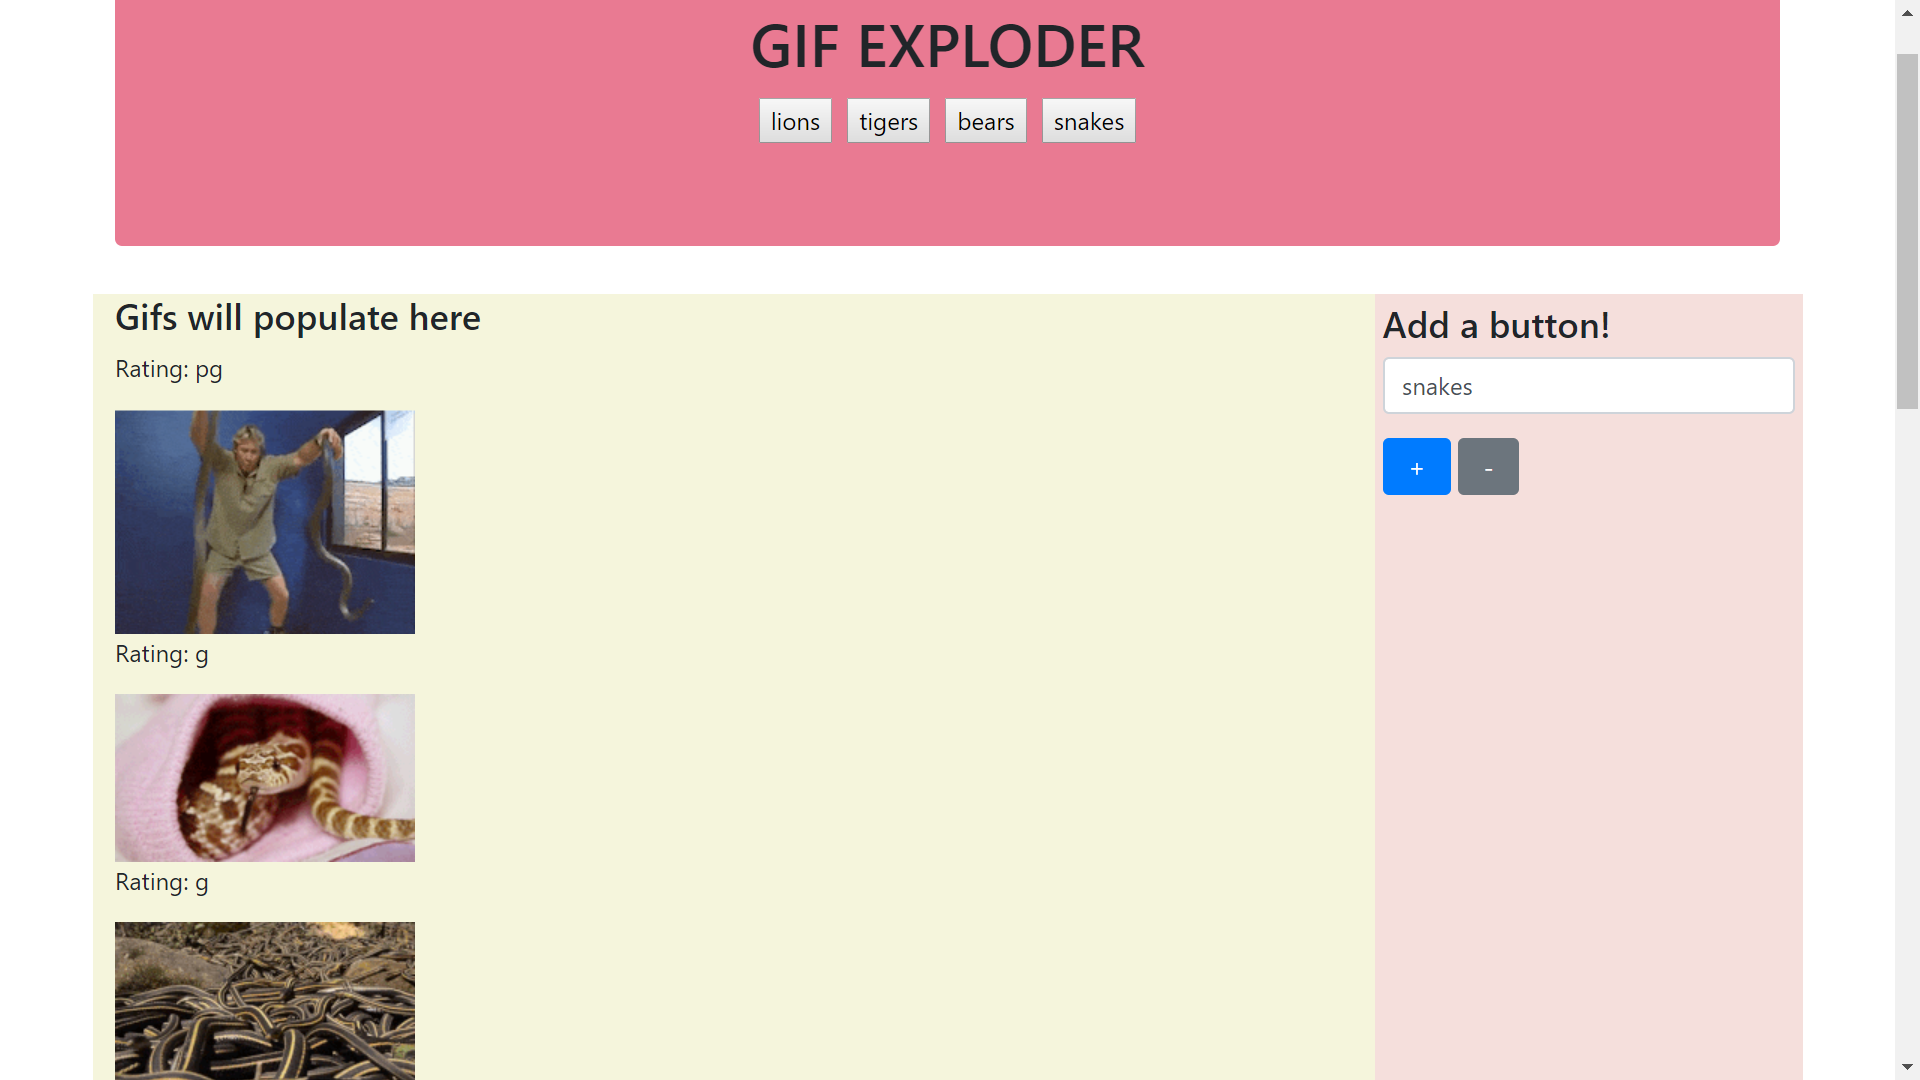 GIF EXPLODER
lions tigers bears snakes
Gifs will populate here
Rating: pg
Rating: g
Rating: g
Add a button!
snakes
+ -